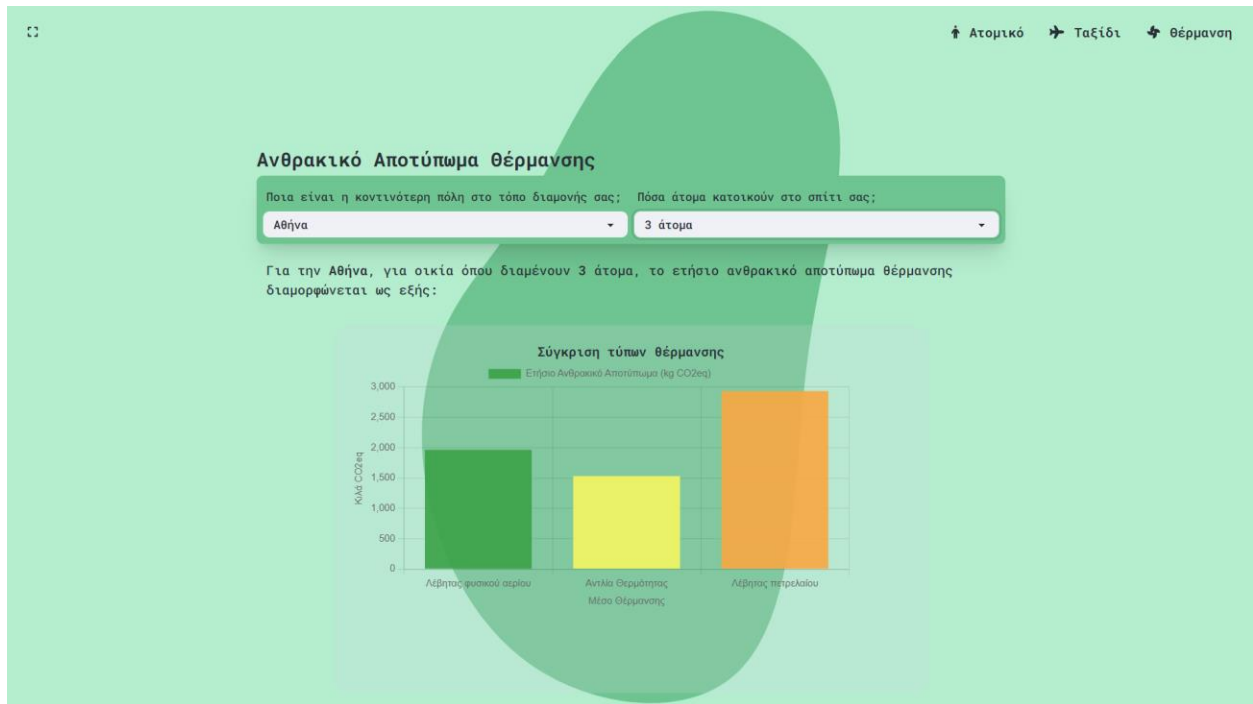 Ατομικό Ταξίδι Θέρμανση
Ανθρακικό Αποτύπωμα Θέρμανσης
Ποια είναι η κοντινότερη πόλη στο τόπο διαμονής σας; Πόσα άτομα κατοικούν στο σπίτι σας;
Αθήνα 3 άτομα
Για την Αθήνα, για οικία όπου διαμένουν 3 άτομα, το ετήσιο ανθρακικό αποτύπωμα θέρμανσης
διαμορφώνεται ως εξής:
Σύγκριση τύπων θέρμανσης
Ετήσιο Ανθρακικό Αποτύπωμα (kg CO2eq)
3,000
2,500
2,000
1,500
1,000
500
0
Κιλά CO2eq
Λέβητας φυσικού αερίου Αντλία Θερμότητας Λέβητας πετρελαίου
Μέσο Θέρμανσης